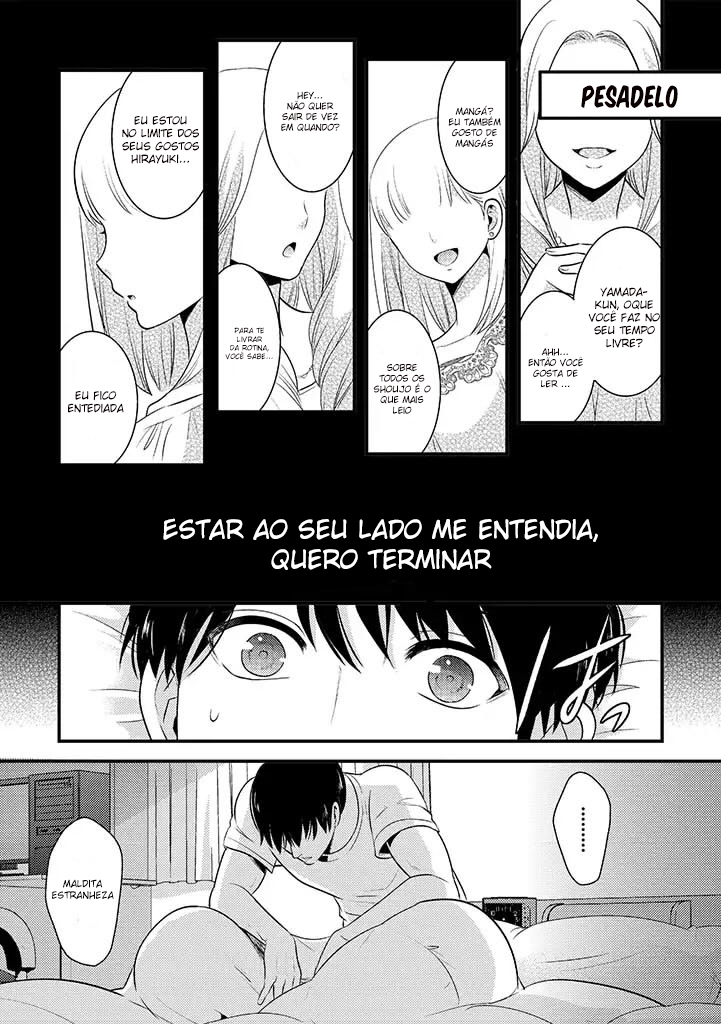 PESADELO
YAMADA-
KUN, OQUE
VOCÊ FAZ NO
SEU TEMPO
LIVRE?
AHH...
ENTÃO VOCÊ
GOSTA DE
LER ...
MANGÁ?
EU TAMBÉM
GOSTO DE
MANGÁS
SOBRE
TODOS OS
SHOUJO É O
QUE MAIS
LEIO
HEY...
NÃO QUER
SAIR DE VEZ
EM QUANDO?
PARA TE
LIVRAR
DA ROTINA,
VOCÊ SABE...
EU ESTOU
NO LIMITE DOS
SEUS GOSTOS
HIRAYUKI...
EU FICO
ENTEDIADA
ESTAR AO SEU LADO ME ENTENDIA,
QUERO TERMINAR
.........
MALDITA
ESTRANHEZA